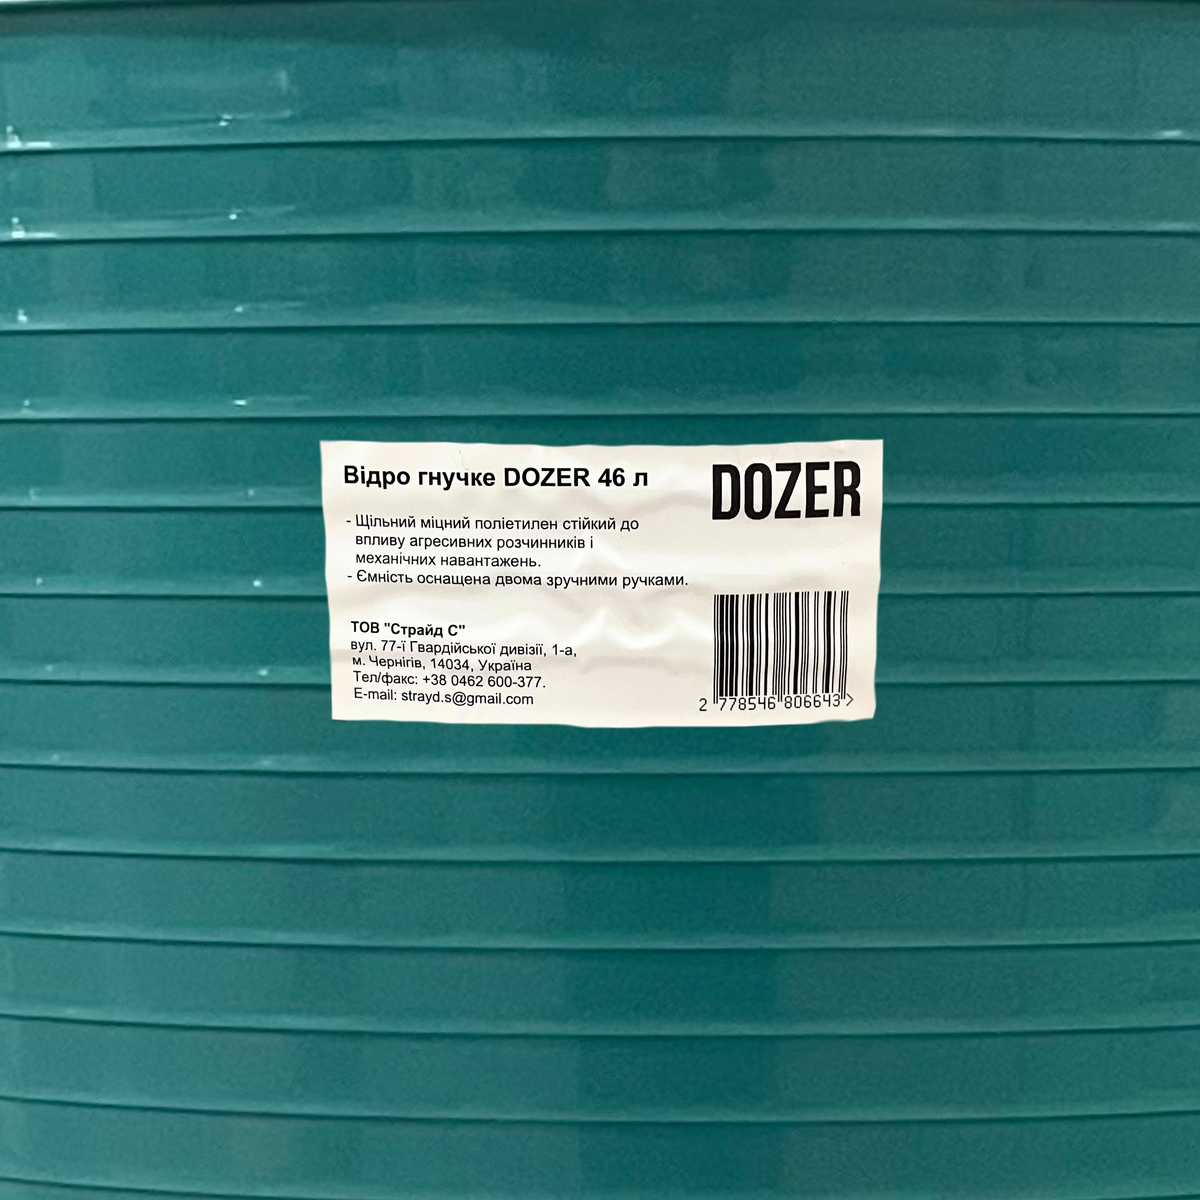 Відро гнучке DOZER 46 л
DOZER
- Щільний міцний поліетилен стійкий до
впливу агресивних розчинників і
механічних навантажень.
- Ємність оснащена двома зручними ручками.
ТОВ "Страйд С"
вул. 77-ї Гвардійської дивізії, 1-а,
м. Чернігів, 14034, Україна
Тел/факс: +38 0462 600-377.
E-mail: strayd.s@gmail.com
2 778546 806643 >